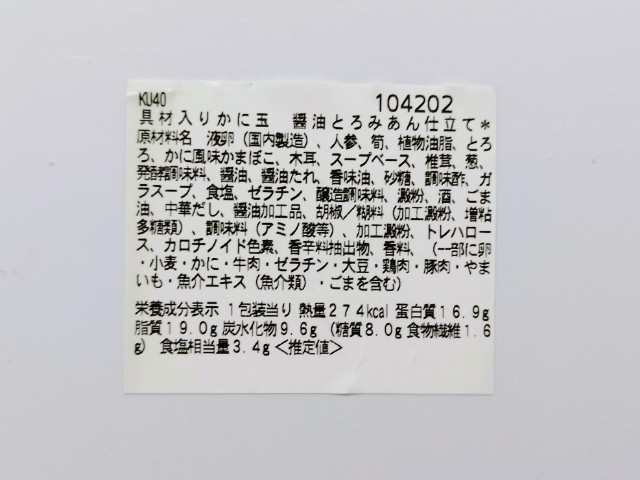 KU40 104202
具材入りかに玉 醤油とろみあん仕立て*
原材料名 液卵(国内製造)、人参、筍、植物油脂、とろ
ろ、かに風味かまぼこ、木耳、スープベース、椎茸、葱、
発酵調味料、醤油、醤油たれ、香味油、砂糖、調味酢、ガ
ラスープ、食塩、ゼラチン、醸造調味料、澱粉、酒、ごま
油、中華だし、醤油加工品、胡椒/糊料(加工澱粉、増粘
多糖類)、調味料(アミノ酸等)、加工澱粉、トレハロー
ス、カロチノイド色素、香辛料抽出物、香料、(一部に卵
・小麦・かに・牛肉・ゼラチン・大豆・鶏肉・豚肉・やま
いも・魚介エキス(魚介類)・ごまを含む)
栄養成分表示 1包装当り 熱量274kcal 蛋白質16.9g
脂質19.0g 炭水化物9.6g (糖質8.0g 食物繊維1.6
g) 食塩相当量3.4g<推定値>